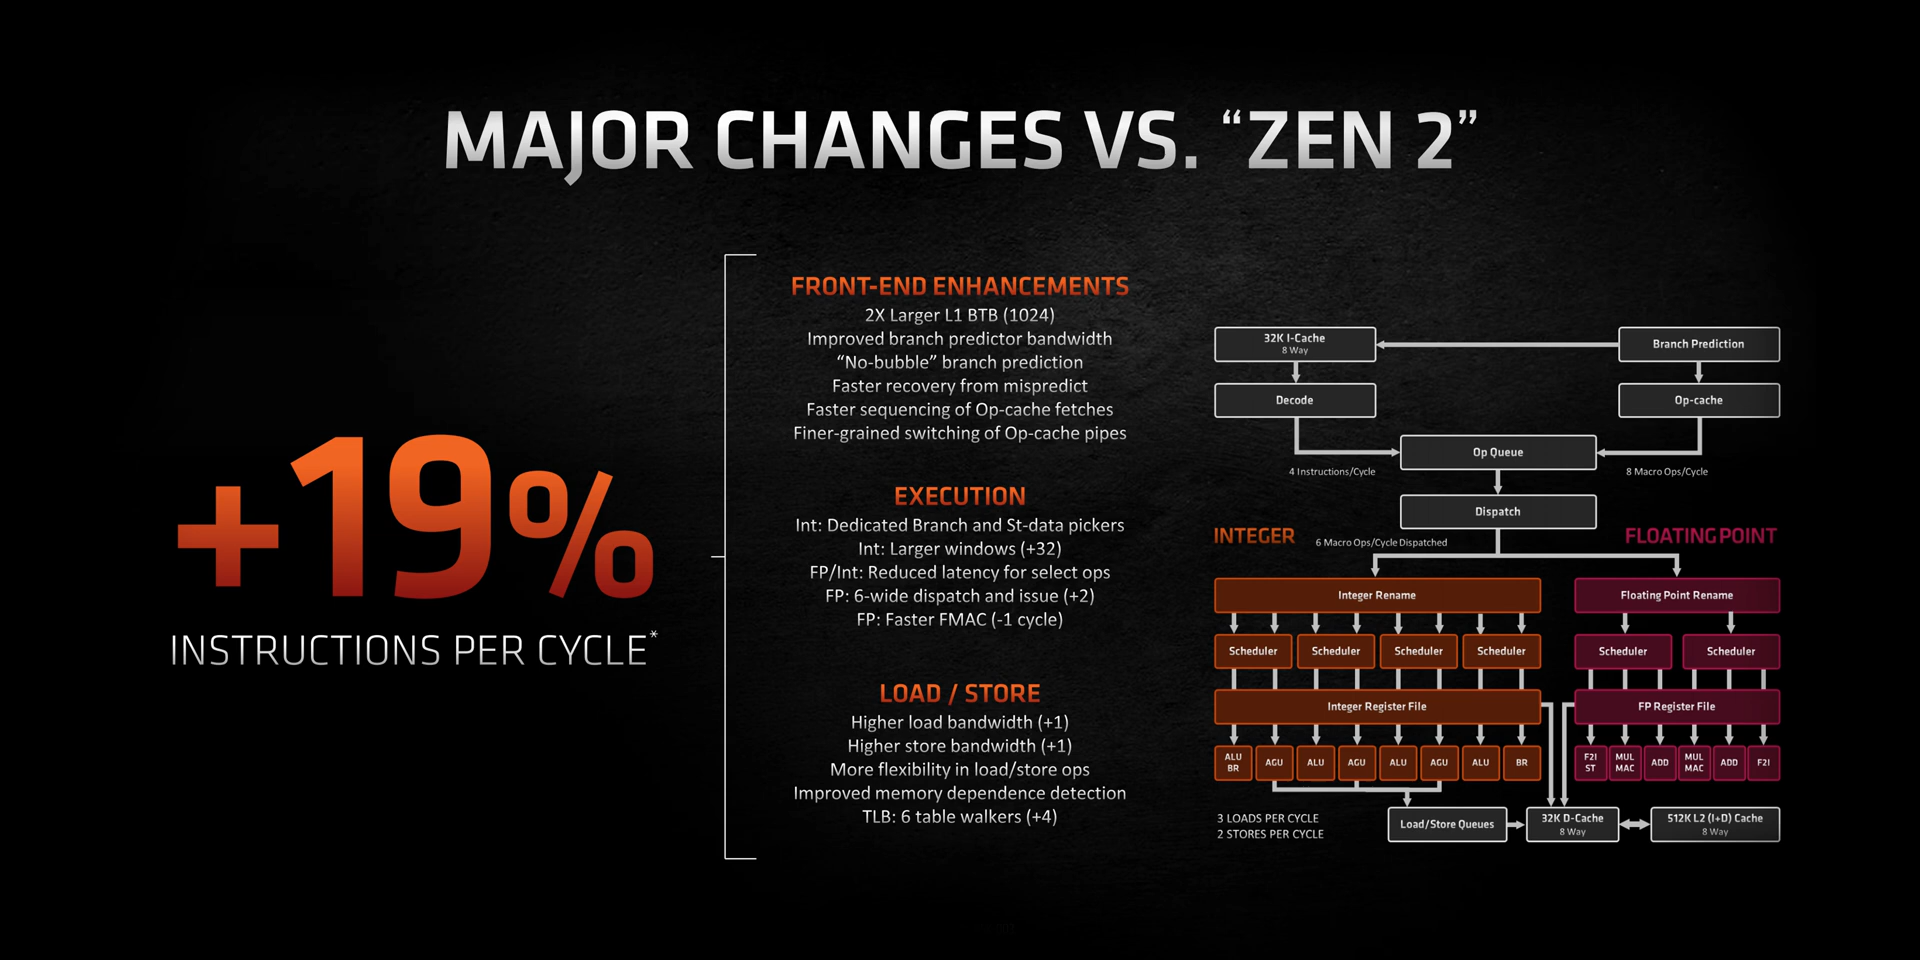 MAJOR CHANGES VS. “ZEN 2”
+19%
INSTRUCTIONS PER CYCLE*
FRONT-END ENHANCEMENTS
2X Larger L1 BTB (1024)
Improved branch predictor bandwidth
“No-bubble” branch prediction
Faster recovery from mispredict
Faster sequencing of Op-cache fetches
Finer-grained switching of Op-cache pipes
EXECUTION
Int: Dedicated Branch and St-data pickers
Int: Larger windows (+32)
FP/Int: Reduced latency for select ops
FP: 6-wide dispatch and issue (+2)
FP: Faster FMAC (-1 cycle)
LOAD / STORE
Higher load bandwidth (+1)
Higher store bandwidth (+1)
More flexibility in load/store ops
Improved memory dependence detection
TLB: 6 table walkers (+4)
32K I-Cache
8 Way
Branch Prediction
Decode
Op-cache
Op Queue
4 Instructions/Cycle
8 Macro Ops/Cycle
Dispatch
INTEGER
6 Macro Ops/Cycle Dispatched
FLOATING POINT
Integer Rename
Floating Point Rename
Scheduler
Scheduler
Scheduler
Scheduler
Scheduler
Scheduler
Integer Register File
FP Register File
ALU
BR
AGU
ALU
AGU
ALU
AGU
ALU
BR
F2I
ST
MUL
MAC
ADD
MUL
MAC
ADD
F2I
3 LOADS PER CYCLE
2 STORES PER CYCLE
Load/Store Queues
32K D-Cache
8 Way
512K L2 (I+D) Cache
8 Way